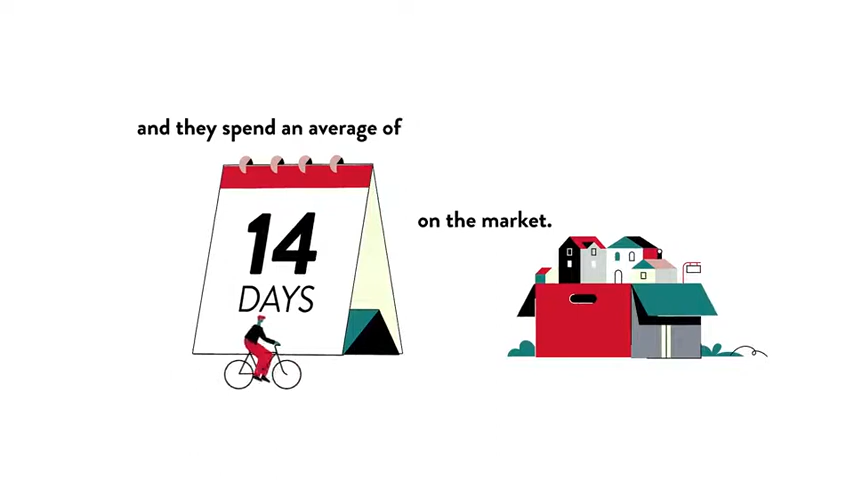 and they spend an average of
14
DAYS
on the market.